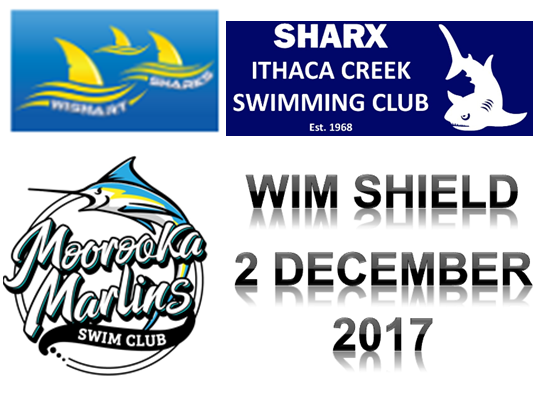 WISHART SHARKS
SHARX
ITHACA CREEK
SWIMMING CLUB
Est. 1968
Moorooka
Marlins
SWIM CLUB
WIM SHIELD
2 DECEMBER
2017